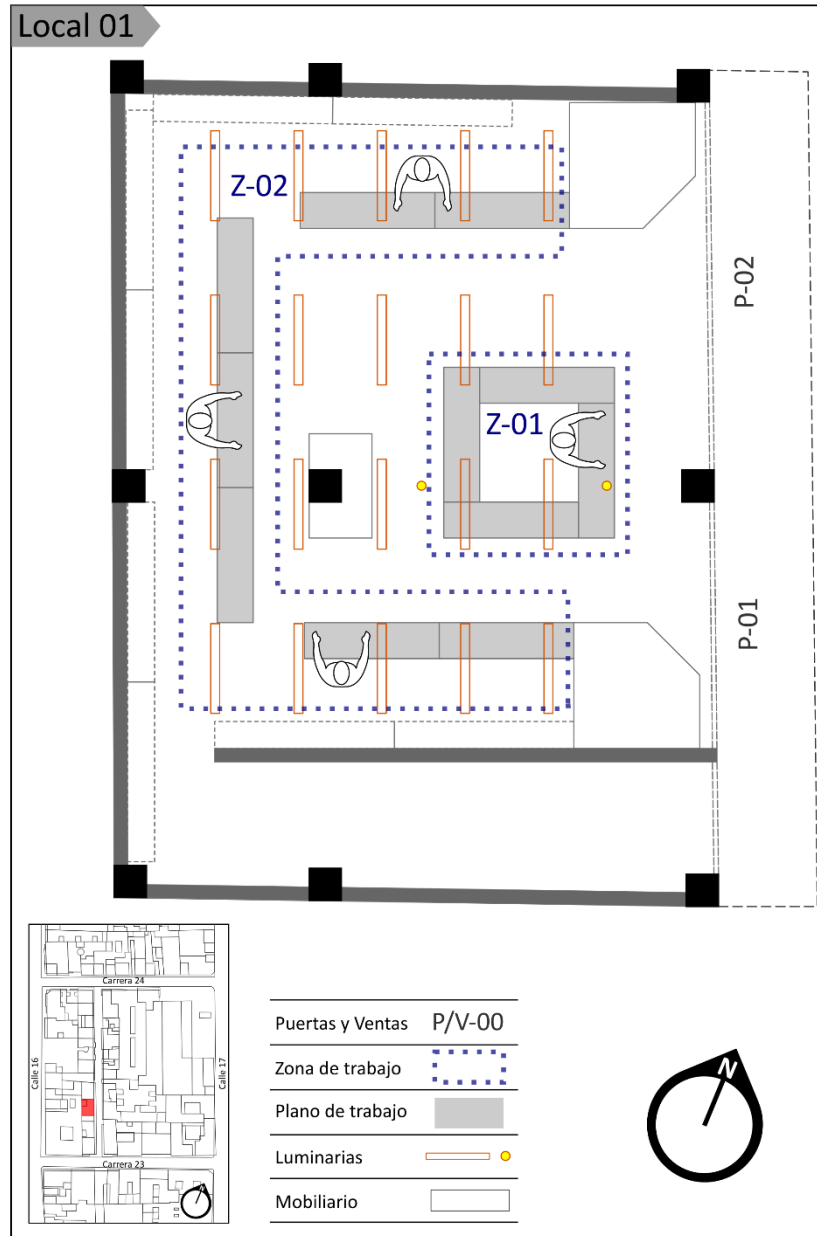 Local 01
Z-02
P-02
Z-01
P-01
Carrera 24
Calle 16
Calle 17
Carrera 23
N
Puertas y Ventas P/V-00
Zona de trabajo
Plano de trabajo
Luminarias
Mobiliario
N